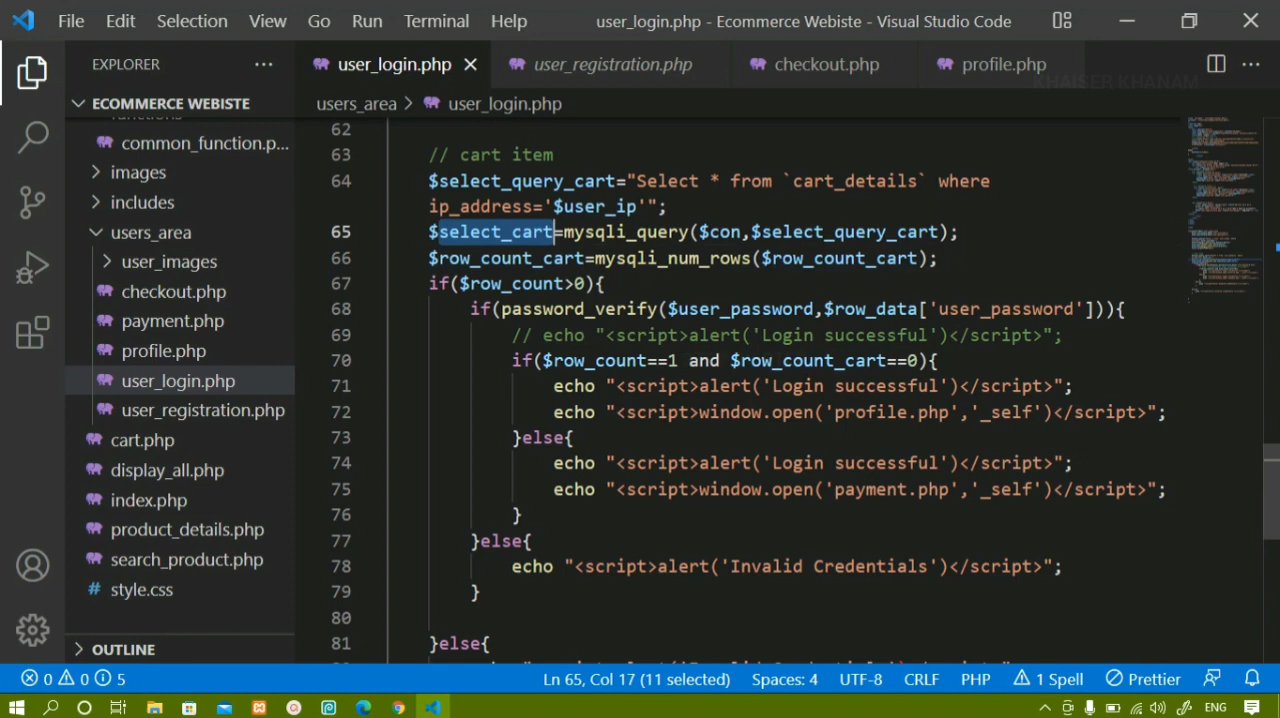 File Edit Selection View Go Run Terminal Help user_login.php - Ecommerce Webiste - Visual Studio Code
EXPLORER ... user_login.php user_registration.php checkout.php profile.php ...
KHAISER KHANAM
ECOMMERCE WEBISTE users_area > user_login.php
functions
common_function.p...
images
includes
users_area
user_images
checkout.php
payment.php
profile.php
user_login.php
user_registration.php
cart.php
display_all.php
index.php
product_details.php
search_product.php
style.css
OUTLINE
62
63 // cart item
64 $select_query_cart="Select * from `cart_details` where
ip_address='$user_ip'";
65 $select_cart=mysqli_query($con,$select_query_cart);
66 $row_count_cart=mysqli_num_rows($row_count_cart);
67 if($row_count>0){
68 if(password_verify($user_password,$row_data['user_password'])){
69 // echo "<script>alert('Login successful')</script>";
70 if($row_count==1 and $row_count_cart==0){
71 echo "<script>alert('Login successful')</script>";
72 echo "<script>window.open('profile.php','_self')</script>";
73 }else{
74 echo "<script>alert('Login successful')</script>";
75 echo "<script>window.open('payment.php','_self')</script>";
76 }
77 }else{
78 echo "<script>alert('Invalid Credentials')</script>";
79 }
80
81 }else{
0 0 5 Ln 65, Col 17 (11 selected) Spaces: 4 UTF-8 CRLF PHP 1 Spell Prettier
ENG